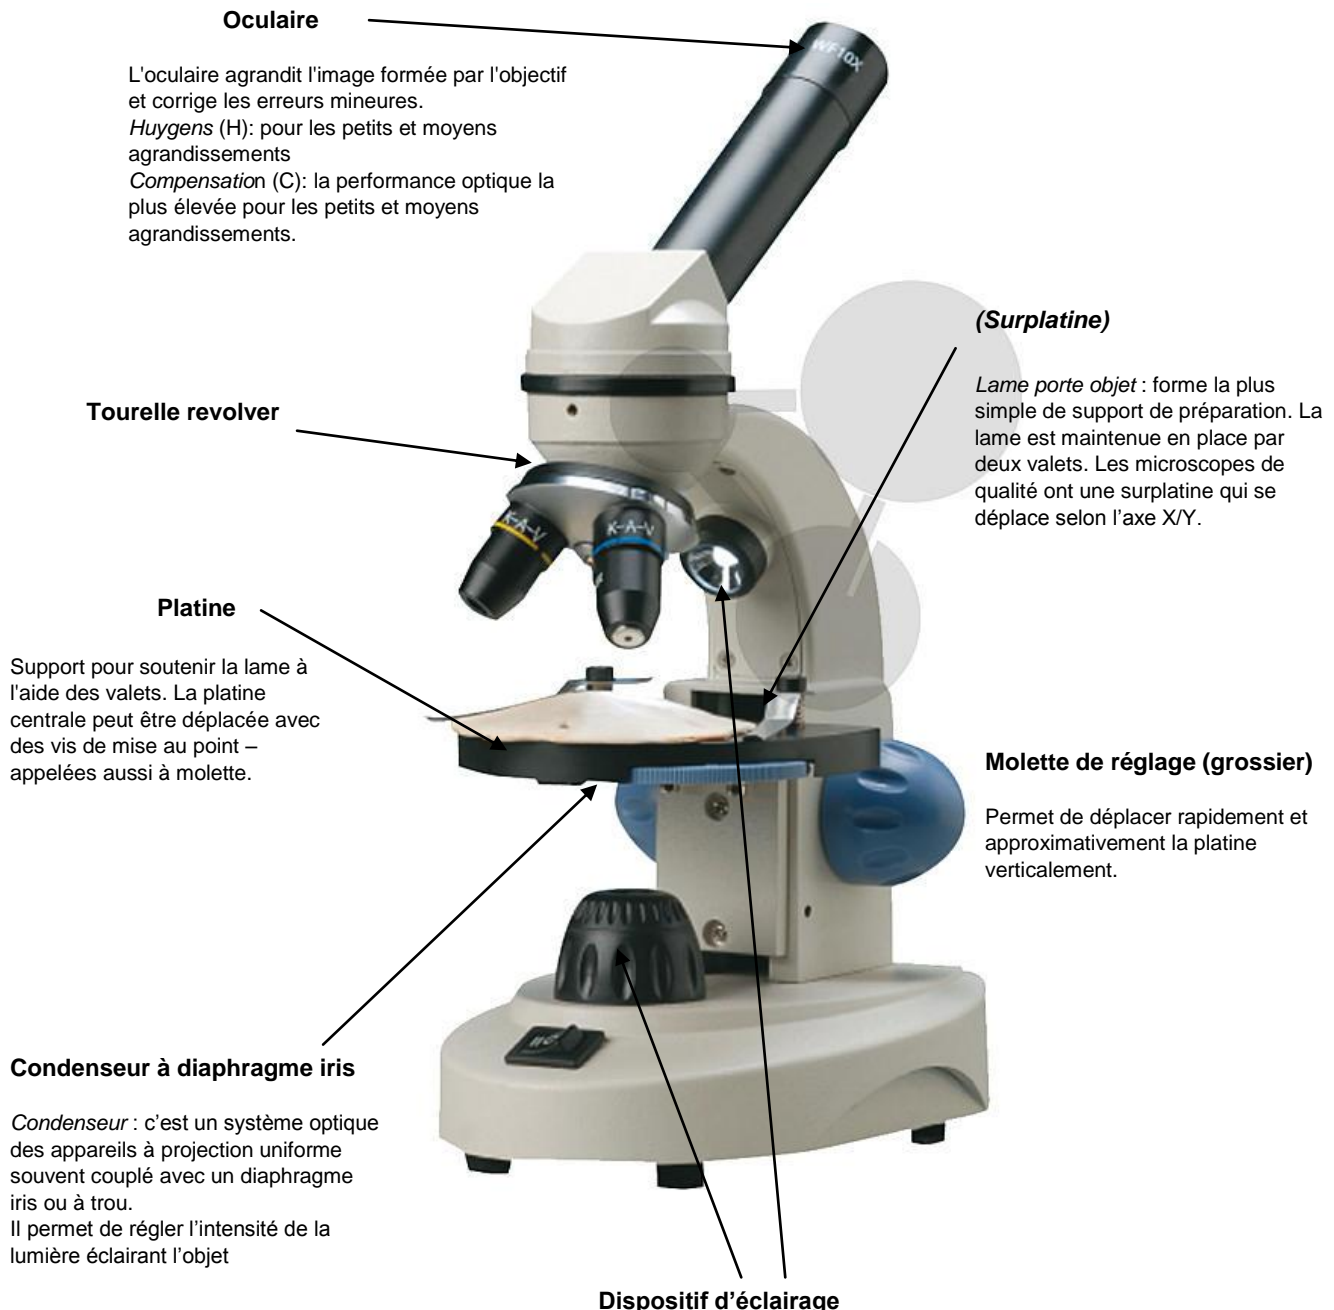 Oculaire
L'oculaire agrandit l'image formée par l'objectif
et corrige les erreurs mineures.
Huygens (H): pour les petits et moyens
agrandissements
Compensation (C): la performance optique la
plus élevée pour les petits et moyens
agrandissements.
WF10X
(Surplatine)
Lame porte objet : forme la plus
simple de support de préparation. La
lame est maintenue en place par
deux valets. Les microscopes de
qualité ont une surplatine qui se
déplace selon l'axe X/Y.
Tourelle revolver
K-A-V
K-A-V
Platine
Support pour soutenir la lame à
l'aide des valets. La platine
centrale peut être déplacée avec
des vis de mise au point –
appelées aussi à molette.
Molette de réglage (grossier)
Permet de déplacer rapidement et
approximativement la platine
verticalement.
Condenseur à diaphragme iris
Condenseur : c'est un système optique
des appareils à projection uniforme
souvent couplé avec un diaphragme
iris ou à trou.
Il permet de régler l'intensité de la
lumière éclairant l'objet
Dispositif d'éclairage